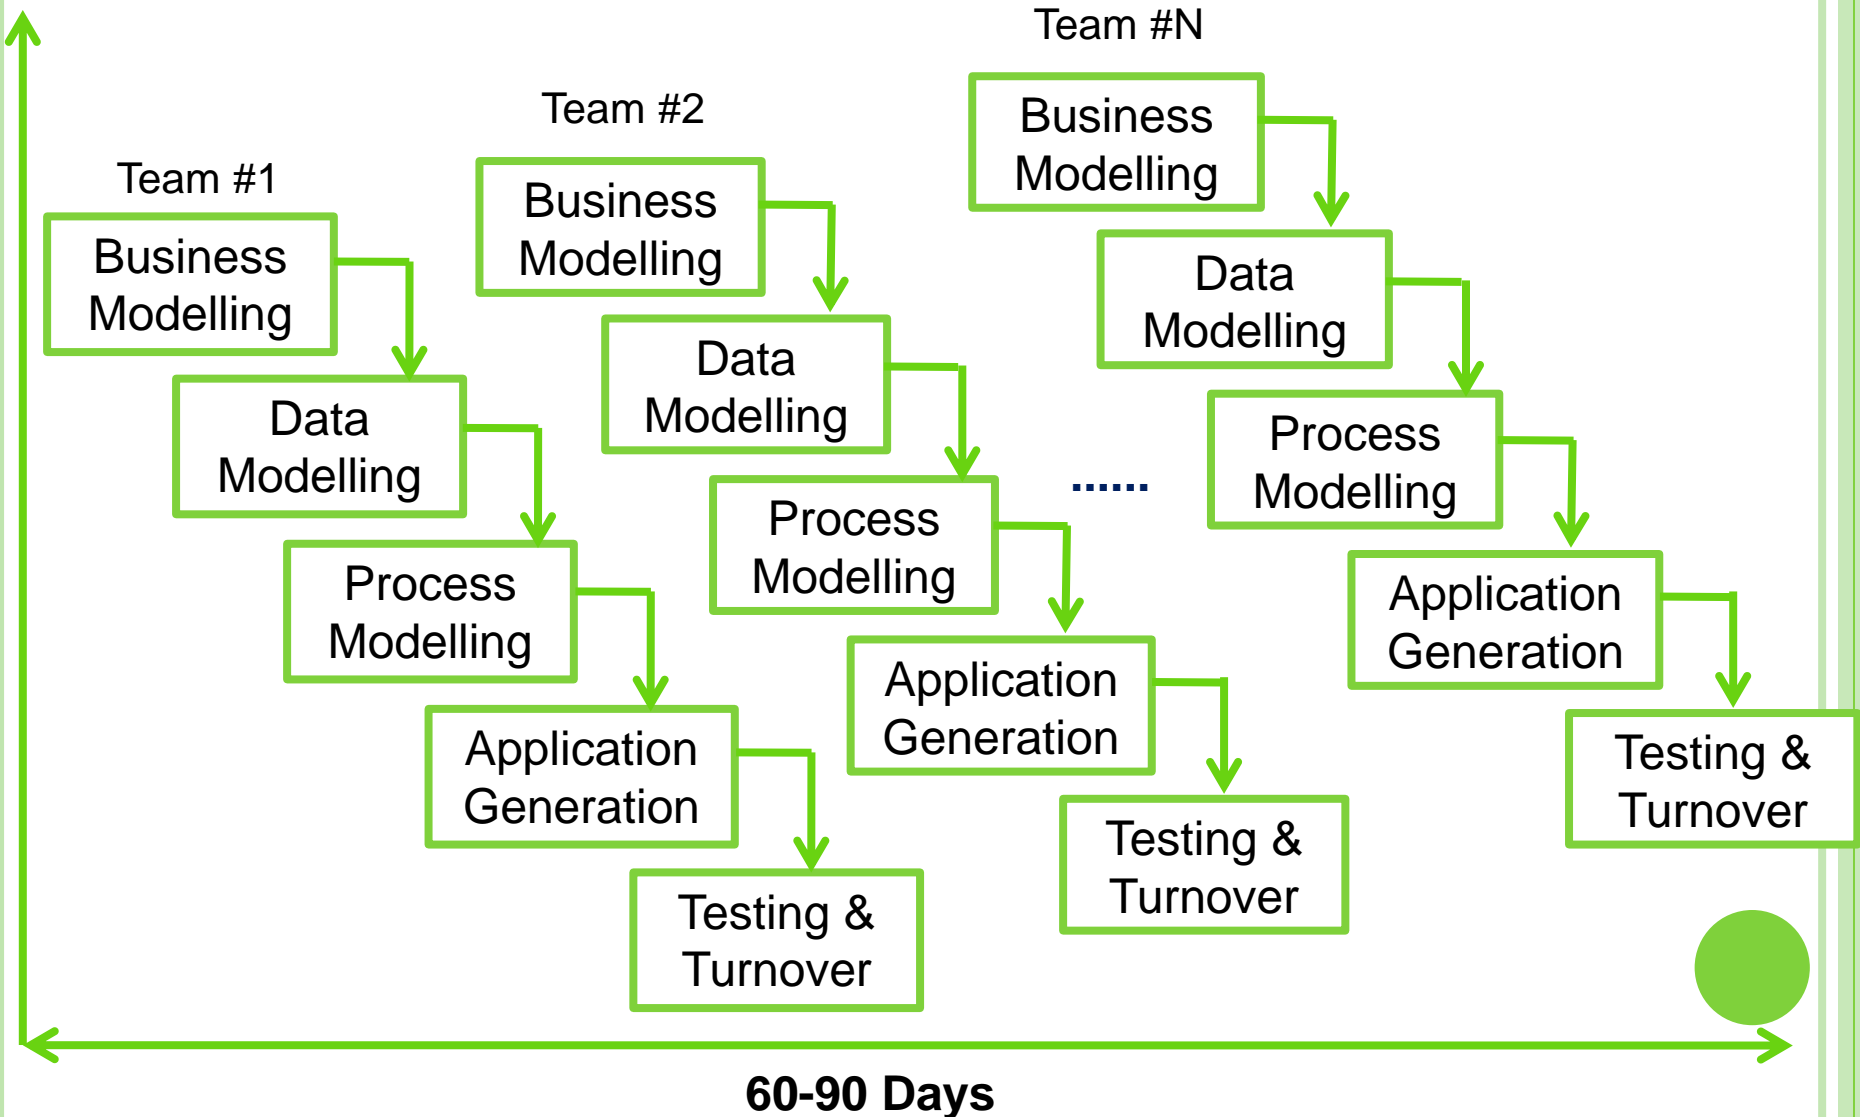 Team #1
Business
Modelling
Data
Modelling
Process
Modelling
Application
Generation
Testing &
Turnover
Team #2
Business
Modelling
Data
Modelling
Process
Modelling
Application
Generation
Testing &
Turnover
......
Team #N
Business
Modelling
Data
Modelling
Process
Modelling
Application
Generation
Testing &
Turnover
60-90 Days